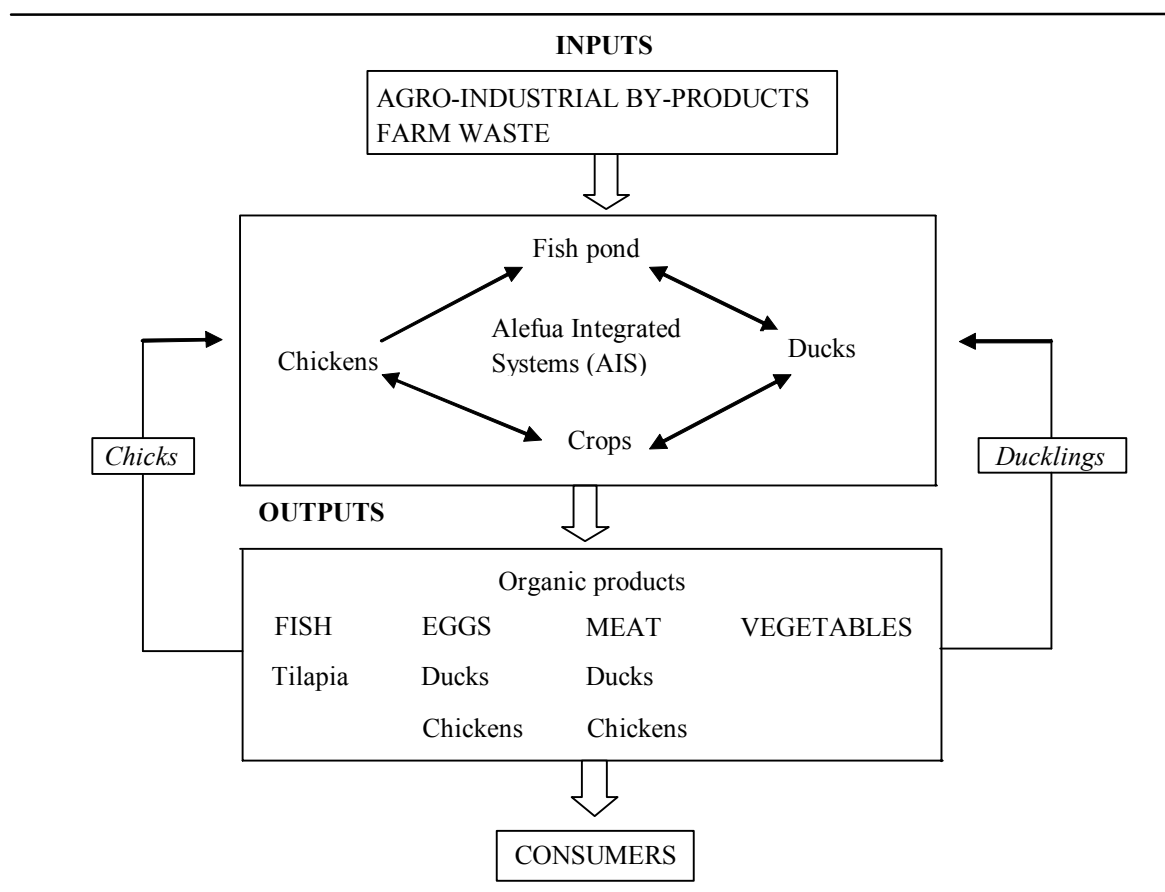 INPUTS
AGRO-INDUSTRIAL BY-PRODUCTS
FARM WASTE
Fish pond
Alefua Integrated
Systems (AIS)
Chickens
Ducks
Crops
Chicks
Ducklings
OUTPUTS
Organic products
FISH EGGS MEAT VEGETABLES
Tilapia Ducks Ducks
Chickens Chickens
CONSUMERS